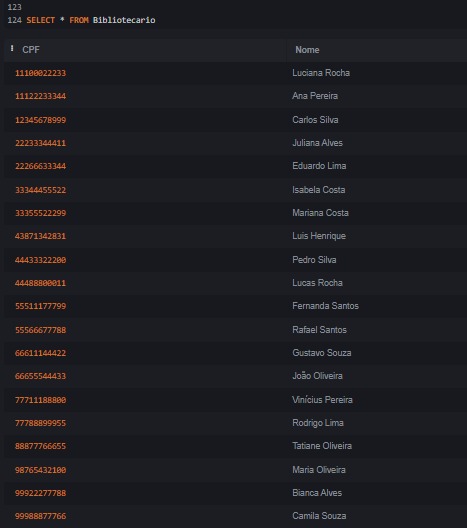 123
124 SELECT * FROM Bibliotecario
! CPF Nome
11100022233 Luciana Rocha
11122233344 Ana Pereira
12345678999 Carlos Silva
22233344411 Juliana Alves
22266633344 Eduardo Lima
33344455522 Isabela Costa
33355522299 Mariana Costa
43871342831 Luis Henrique
44433322200 Pedro Silva
44488800011 Lucas Rocha
55511177799 Fernanda Santos
55566677788 Rafael Santos
66611144422 Gustavo Souza
66655544433 João Oliveira
77711188800 Vinícius Pereira
77788899955 Rodrigo Lima
88877766655 Tatiane Oliveira
98765432100 Maria Oliveira
99922277788 Bianca Alves
99988877766 Camila Souza